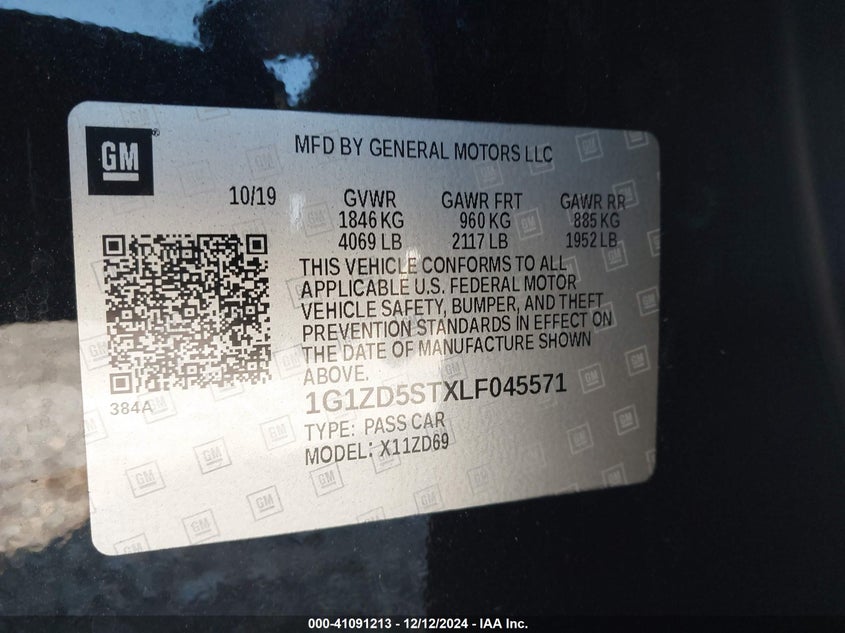 GM
MFD BY GENERAL MOTORS LLC
10/19 GVWR GAWR FRT GAWR RR
1846 KG 960 KG 885 KG
4069 LB 2117 LB 1952 LB
THIS VEHICLE CONFORMS TO ALL
APPLICABLE U.S. FEDERAL MOTOR
VEHICLE SAFETY, BUMPER, AND THEFT
PREVENTION STANDARDS IN EFFECT ON
THE DATE OF MANUFACTURE SHOWN
ABOVE.
384A
1G1ZD5STXLF045571
TYPE: PASS CAR
MODEL: X11ZD69
000-41091213 - 12/12/2024 - IAA Inc.